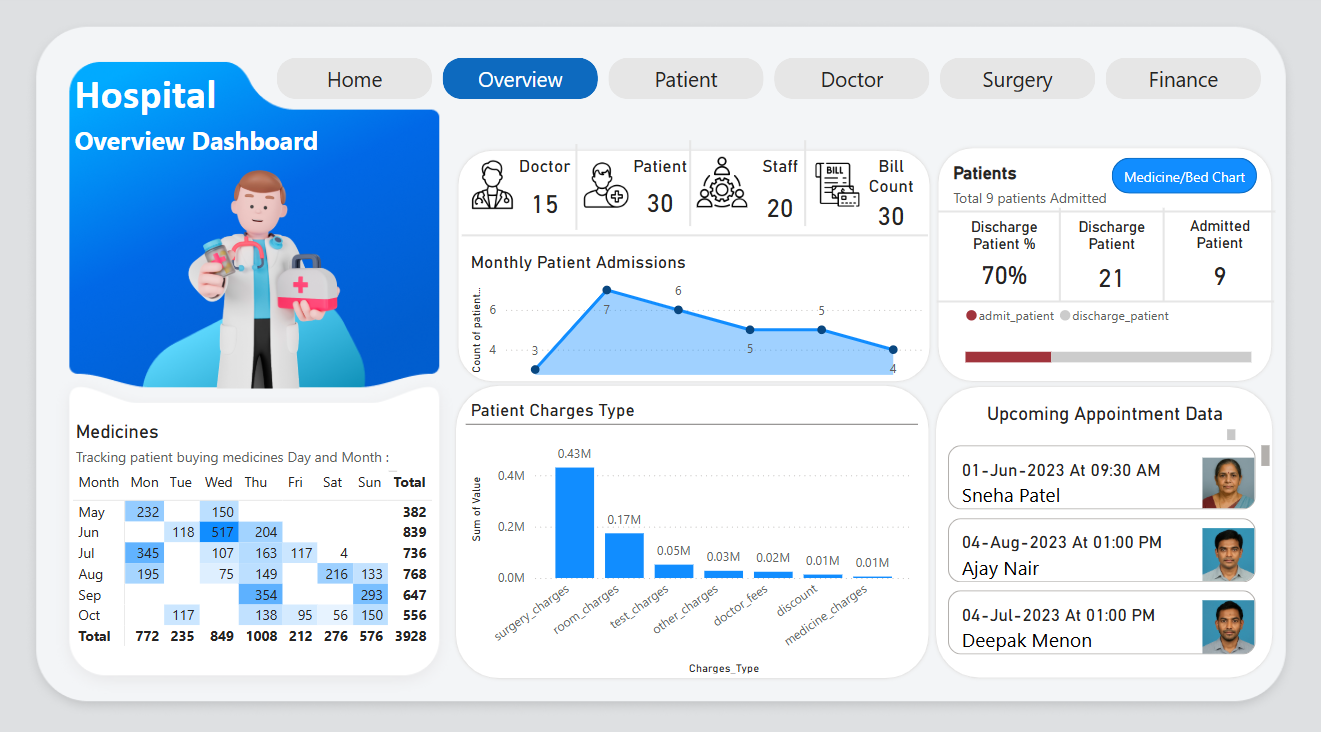 Hospital
Overview Dashboard
Home
Overview
Patient
Doctor
Surgery
Finance
Doctor
15
Patient
30
Staff
20
BILL
Bill
Count
30
Monthly Patient Admissions
Count of patient...
6
4
3
7
6
5
5
4
Patients
Total 9 patients Admitted
Medicine/Bed Chart
Discharge
Patient %
70%
Discharge
Patient
21
Admitted
Patient
9
admit_patient
discharge_patient
Medicines
Tracking patient buying medicines Day and Month :
Month Mon Tue Wed Thu Fri Sat Sun Total
May 232 150 382
Jun 118 517 204 839
Jul 345 107 163 117 4 736
Aug 195 75 149 216 133 768
Sep 354 293 647
Oct 117 138 95 56 150 556
Total 772 235 849 1008 212 276 576 3928
Patient Charges Type
Sum of Value
0.4M
0.2M
0.0M
0.43M
0.17M
0.05M
0.03M
0.02M
0.01M
0.01M
surgery_charges
room_charges
test_charges
other_charges
doctor_fees
discount
medicine_charges
Charges_Type
Upcoming Appointment Data
01-Jun-2023 At 09:30 AM
Sneha Patel
04-Aug-2023 At 01:00 PM
Ajay Nair
04-Jul-2023 At 01:00 PM
Deepak Menon